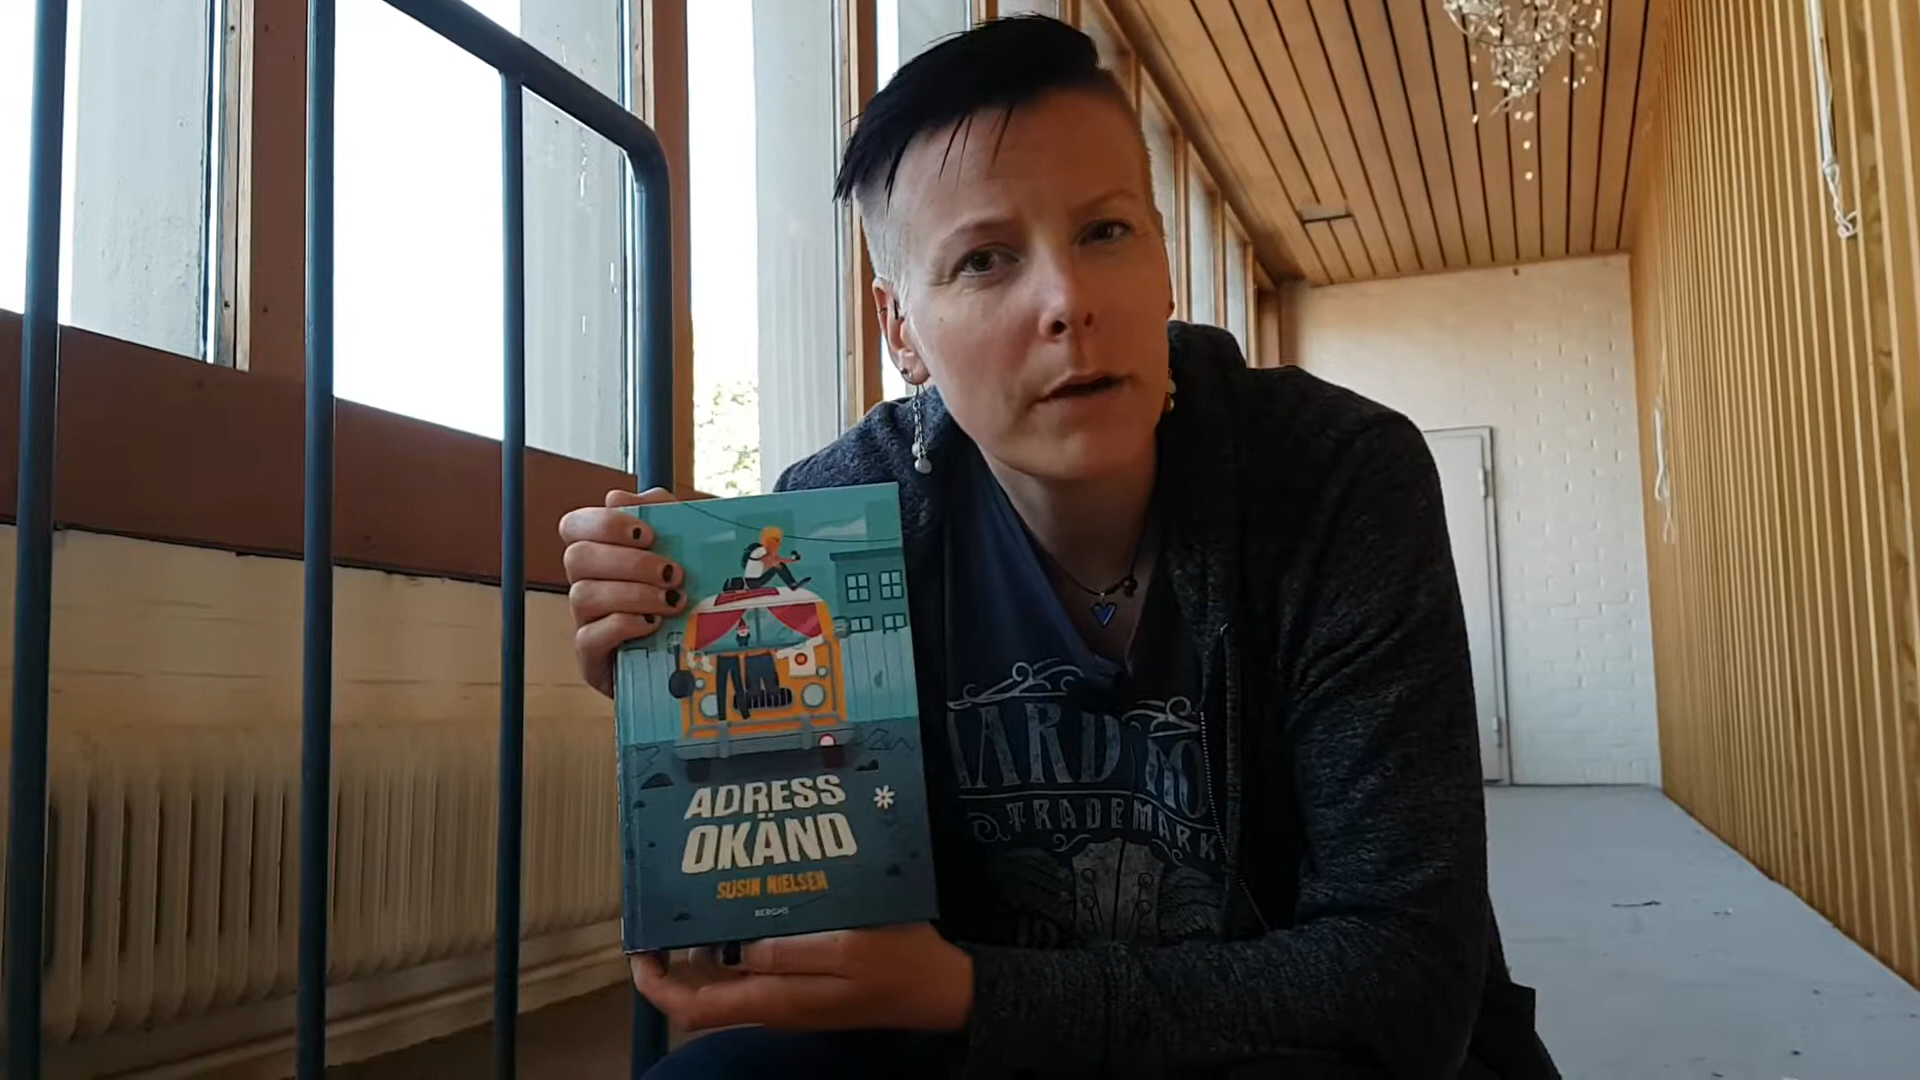 ADRESS
OKÄND
SUSIN NIELSEN
BERGHS
TRADEMARK